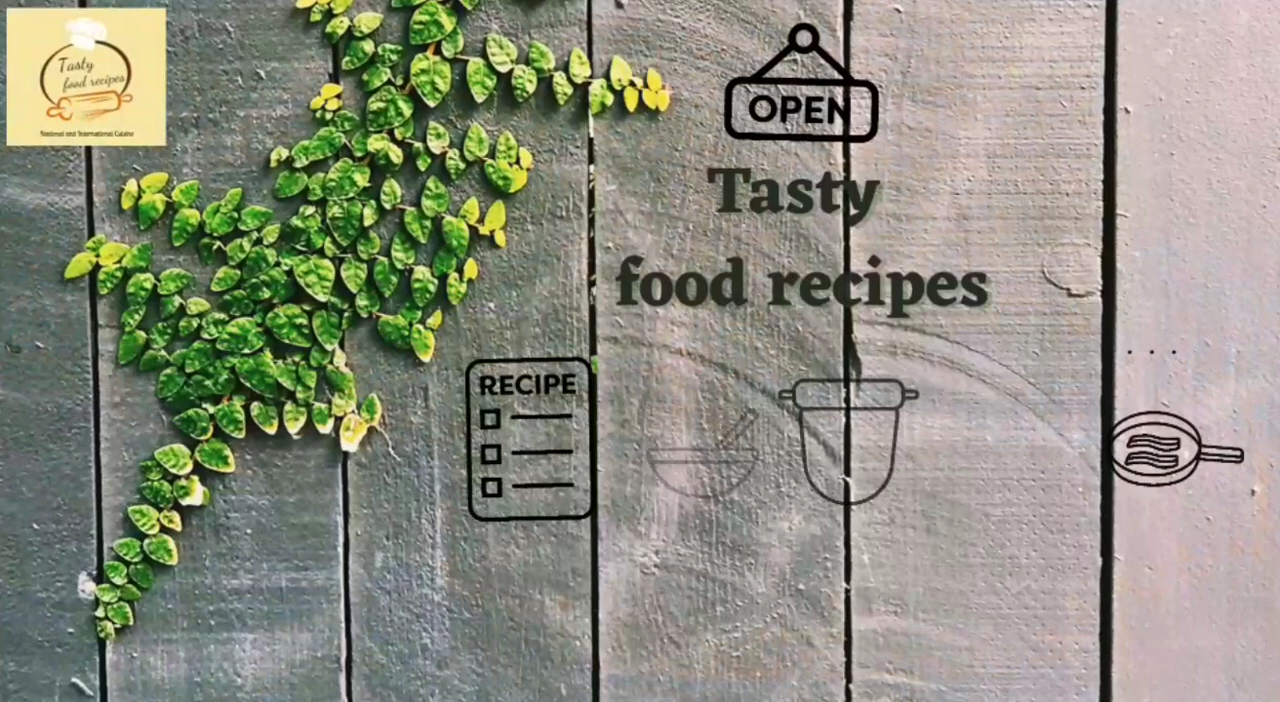 Tasty
food recipes
National and International Cuisine
OPEN
Tasty
food recipes
RECIPE